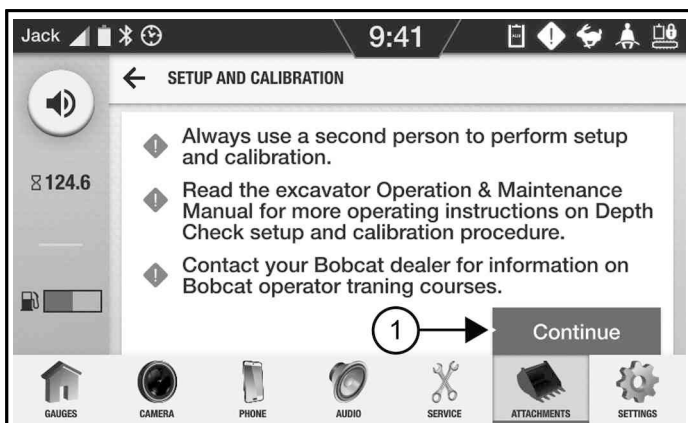 Jack 9:41
SETUP AND CALIBRATION
Always use a second person to perform setup
and calibration.
124.6
Read the excavator Operation & Maintenance
Manual for more operating instructions on Depth
Check setup and calibration procedure.
Contact your Bobcat dealer for information on
Bobcat operator traning courses.
1 Continue
GAUGES CAMERA PHONE AUDIO SERVICE ATTACHMENTS SETTINGS